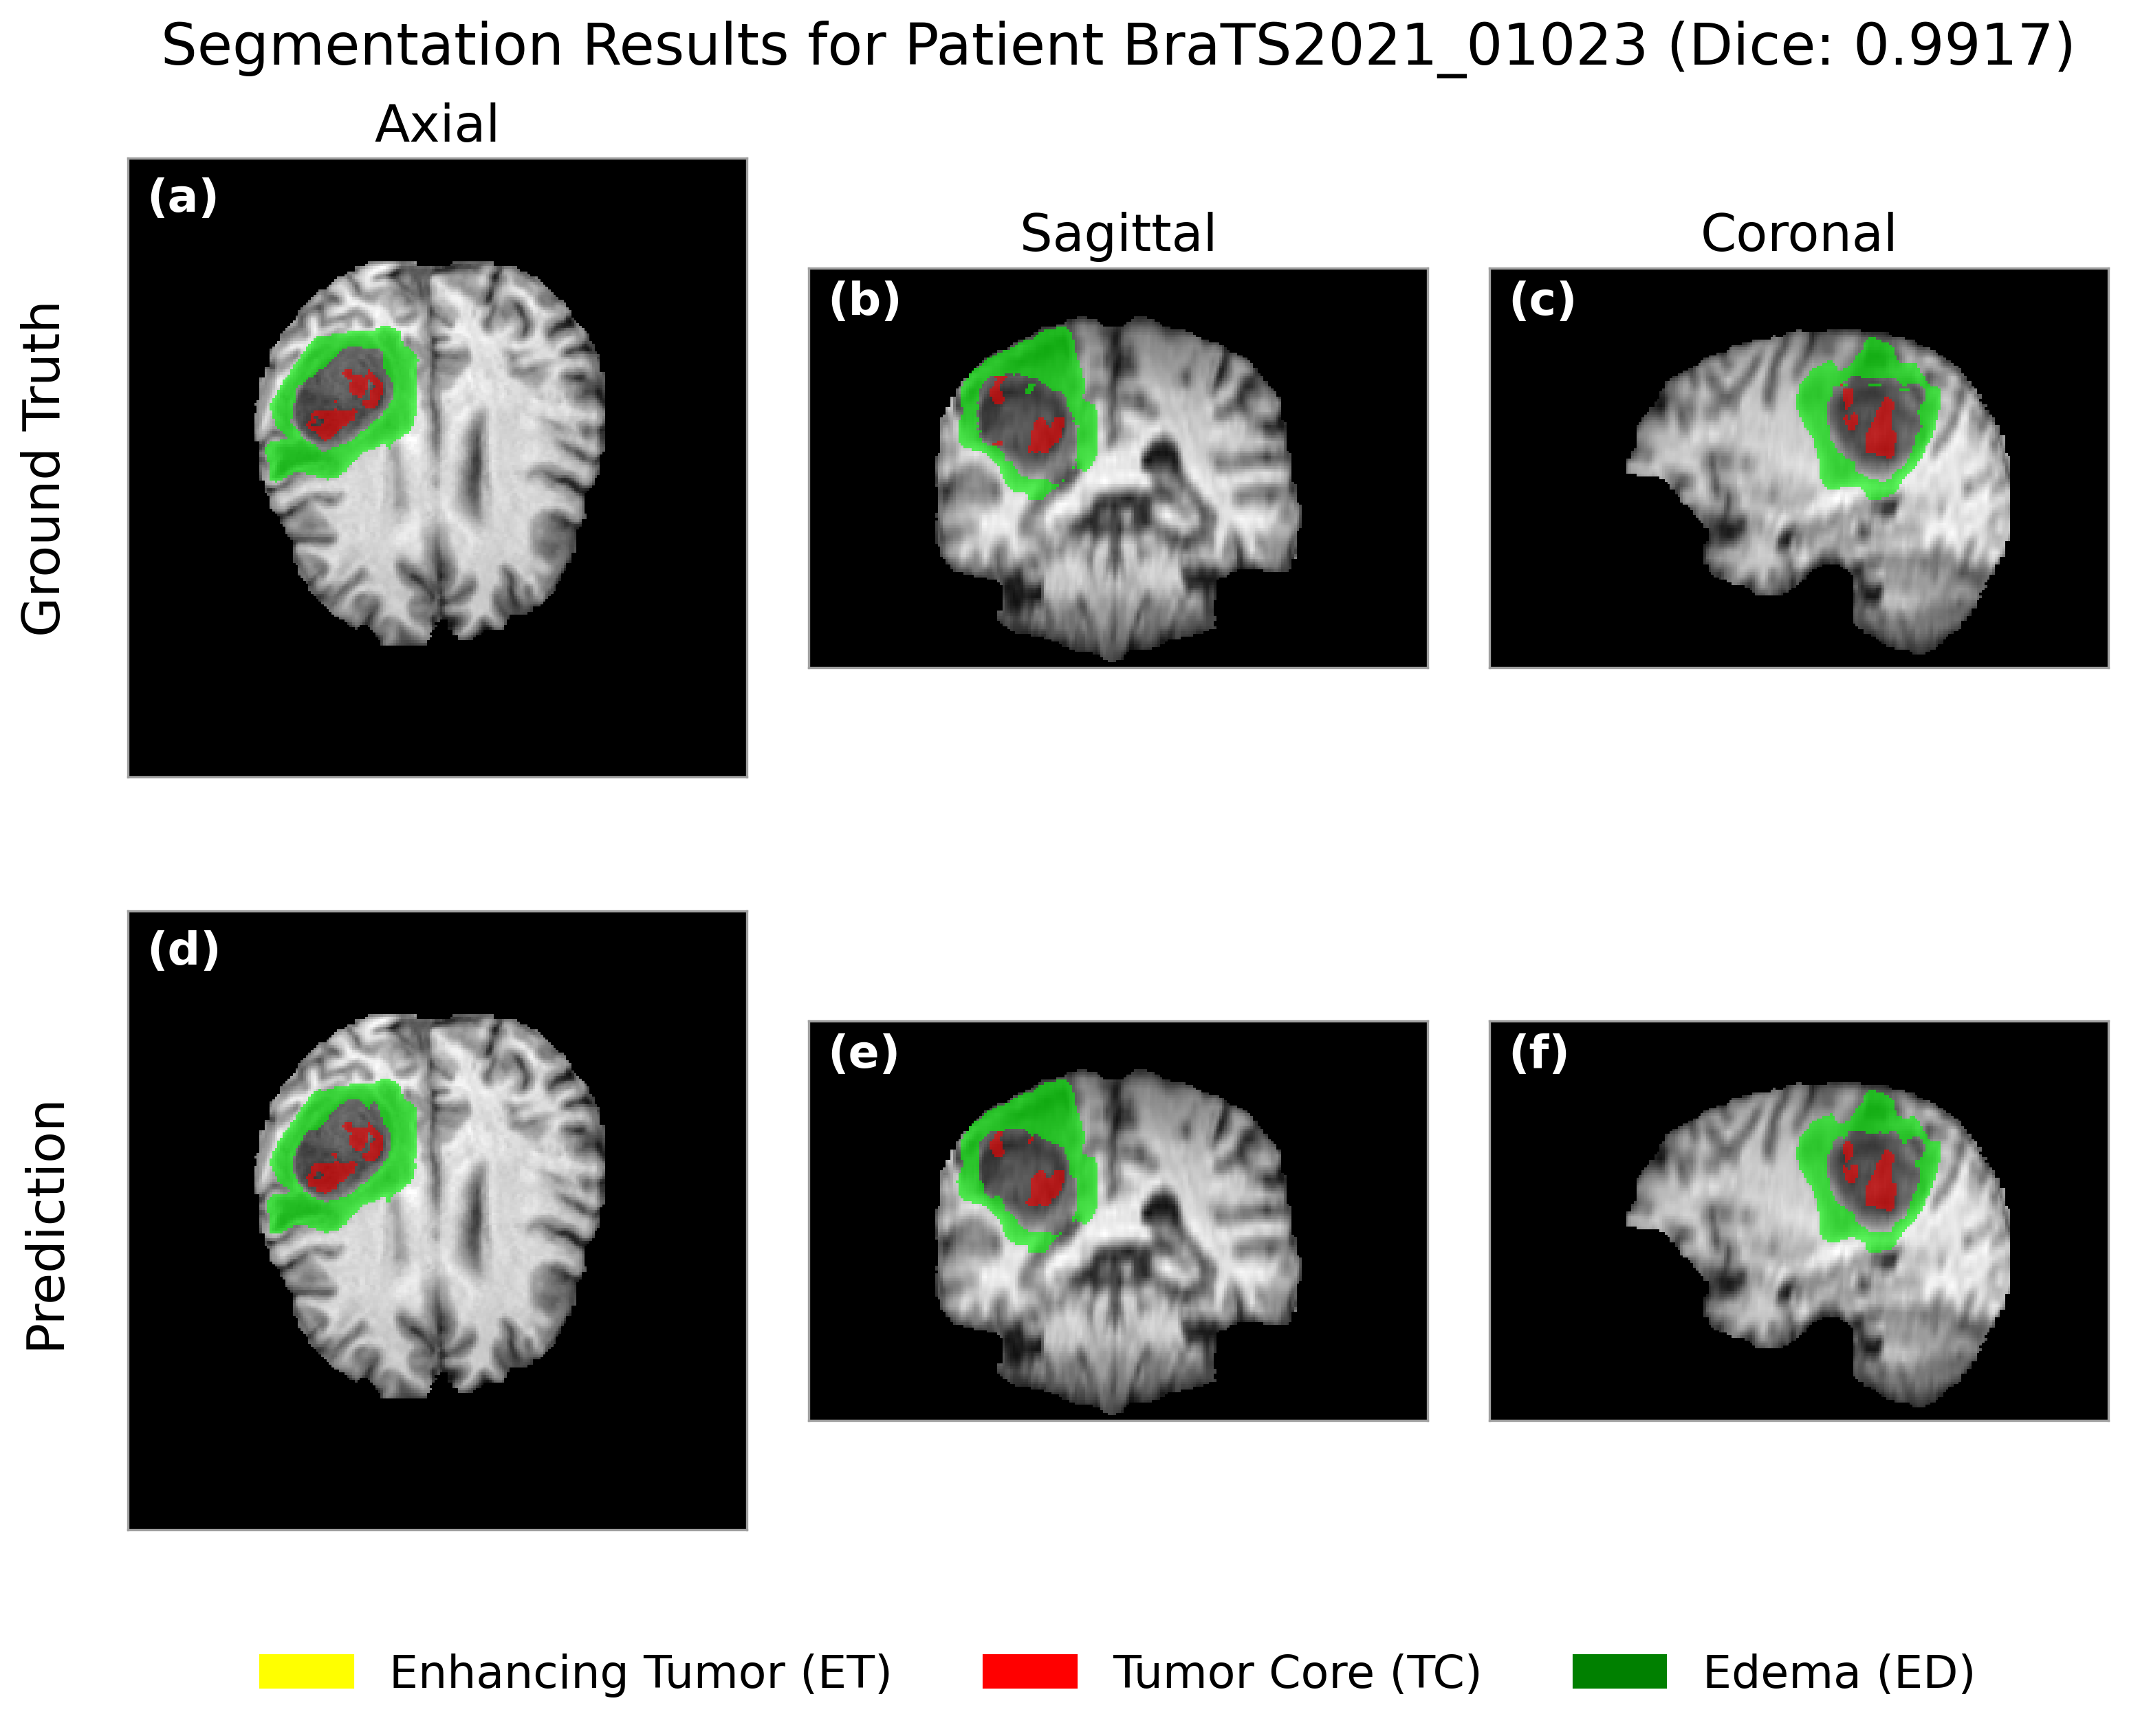 Segmentation Results for Patient BraTS2021_01023 (Dice: 0.9917)
Axial
Sagittal
Coronal
Ground Truth
(a)
(b)
(c)
Prediction
(d)
(e)
(f)
Enhancing Tumor (ET)
Tumor Core (TC)
Edema (ED)